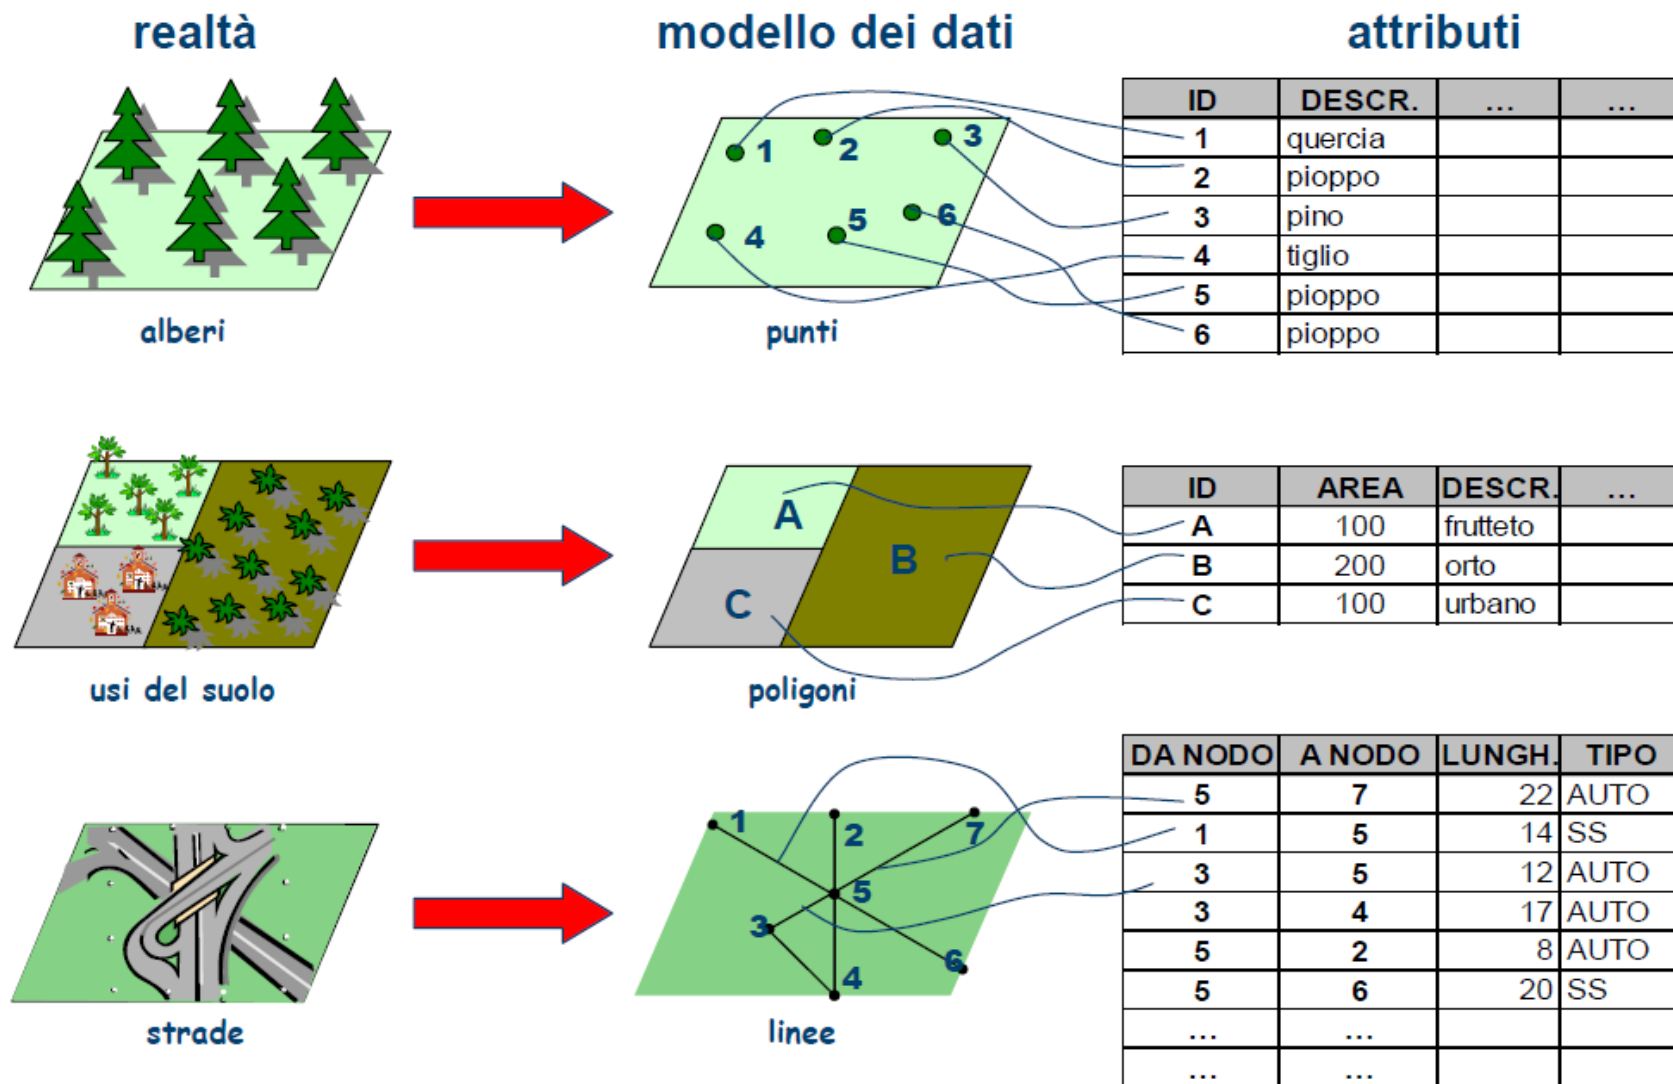 realtà modello dei dati attributi
ID DESCR. ... ...
1 quercia
2 pioppo
3 pino
4 tiglio
5 pioppo
6 pioppo
1 2 3
4 5 6
alberi punti
ID AREA DESCR. ...
A 100 frutteto
B 200 orto
C 100 urbano
A
B
C
usi del suolo poligoni
DA NODO A NODO LUNGH. TIPO
5 7 22 AUTO
1 5 14 SS
3 5 12 AUTO
3 4 17 AUTO
5 2 8 AUTO
5 6 20 SS
... ...
... ...
1 2 7
5
3 6
4
strade linee